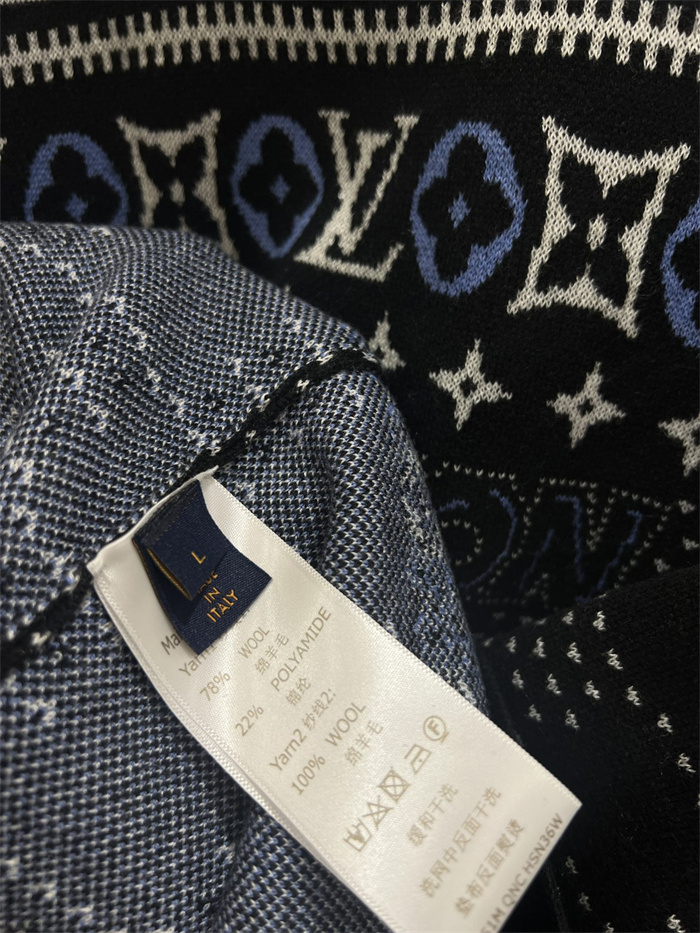 LV
L
IN
ITALY
78% WOOL
绵羊毛
22% POLYAMIDE
锦纶
Yarn2 纱线2:
100% WOOL
绵羊毛
缓和干洗
洗网中反面干洗
垫布反面熨烫
1M QNC HSN36W